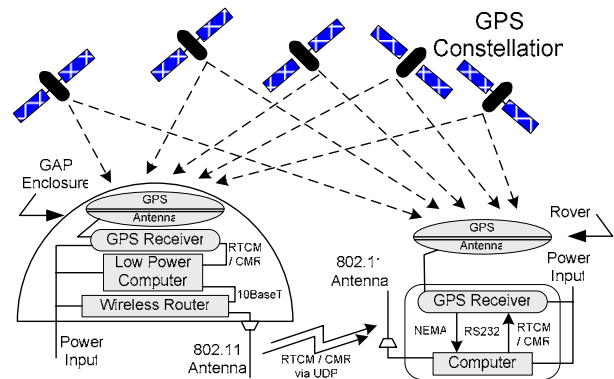 GPS
Constellation
GAP
Enclosure
GPS
Antenna
GPS Receiver
RTCM
/ CMR
Low Power
Computer
10BaseT
Wireless Router
Power
Input
802.11
Antenna
RTCM / CMR
via UDP
802.11
Antenna
GPS
Antenna
Rover
Power
Input
GPS Receiver
NEMA
RS232
RTCM
/ CMR
Computer